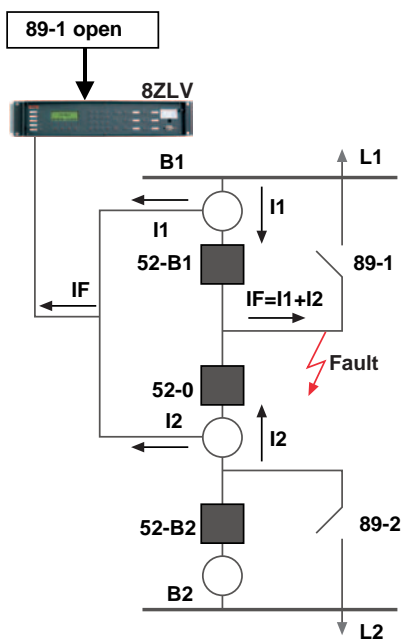 89-1 open
8ZLV
L1
B1
I1
I1
89-1
52-B1
IF
IF=I1+I2
Fault
52-0
I2
I2
52-B2
89-2
B2
L2